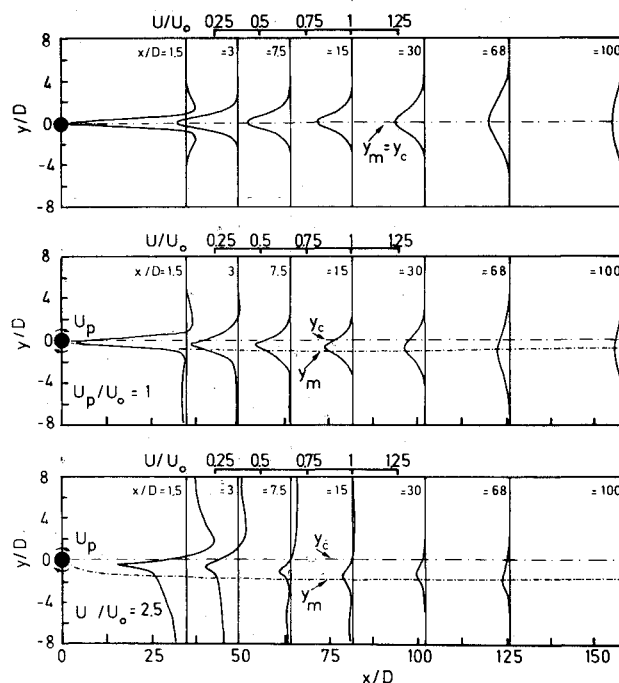 U/U₀
0.25 0.5 0.75 1 1.25
8 x/D=1,5 =3 =7,5 =15 =30 =68 =100
4
y/D
0
-4
-8
yₘ=y꜀
U/U₀
0.25 0.5 0.75 1 1.25
8 x/D=1,5 3 7,5 =15 =30 =68 =100
4
Uₚ
y/D
0
y꜀
yₘ
-4
Uₚ/U₀=1
-8
U/U₀
0.25 0.5 0.75 1 1.25
8 x/D=1,5 =3 =7,5 =15 =30 =68 =100
4
Uₚ
y/D
0
y꜀
yₘ
-4
U /U₀=2.5
-8
0 25 50 75 100 125 150
x/D